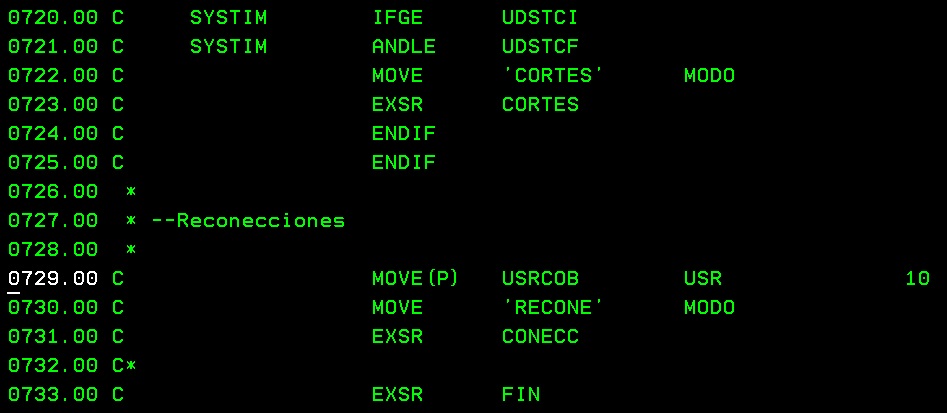 0720.00 C     SYSTIM        IFGE      UDSTCI
0721.00 C     SYSTIM        ANDLE     UDSTCF
0722.00 C                   MOVE      'CORTES'      MODO
0723.00 C                   EXSR      CORTES
0724.00 C                   ENDIF
0725.00 C                   ENDIF
0726.00  *
0727.00  * --Reconecciones
0728.00  *
0729.00 C                   MOVE(P)   USRCOB        USR              10
0730.00 C                   MOVE      'RECONE'      MODO
0731.00 C                   EXSR      CONECC
0732.00 C*
0733.00 C                   EXSR      FIN